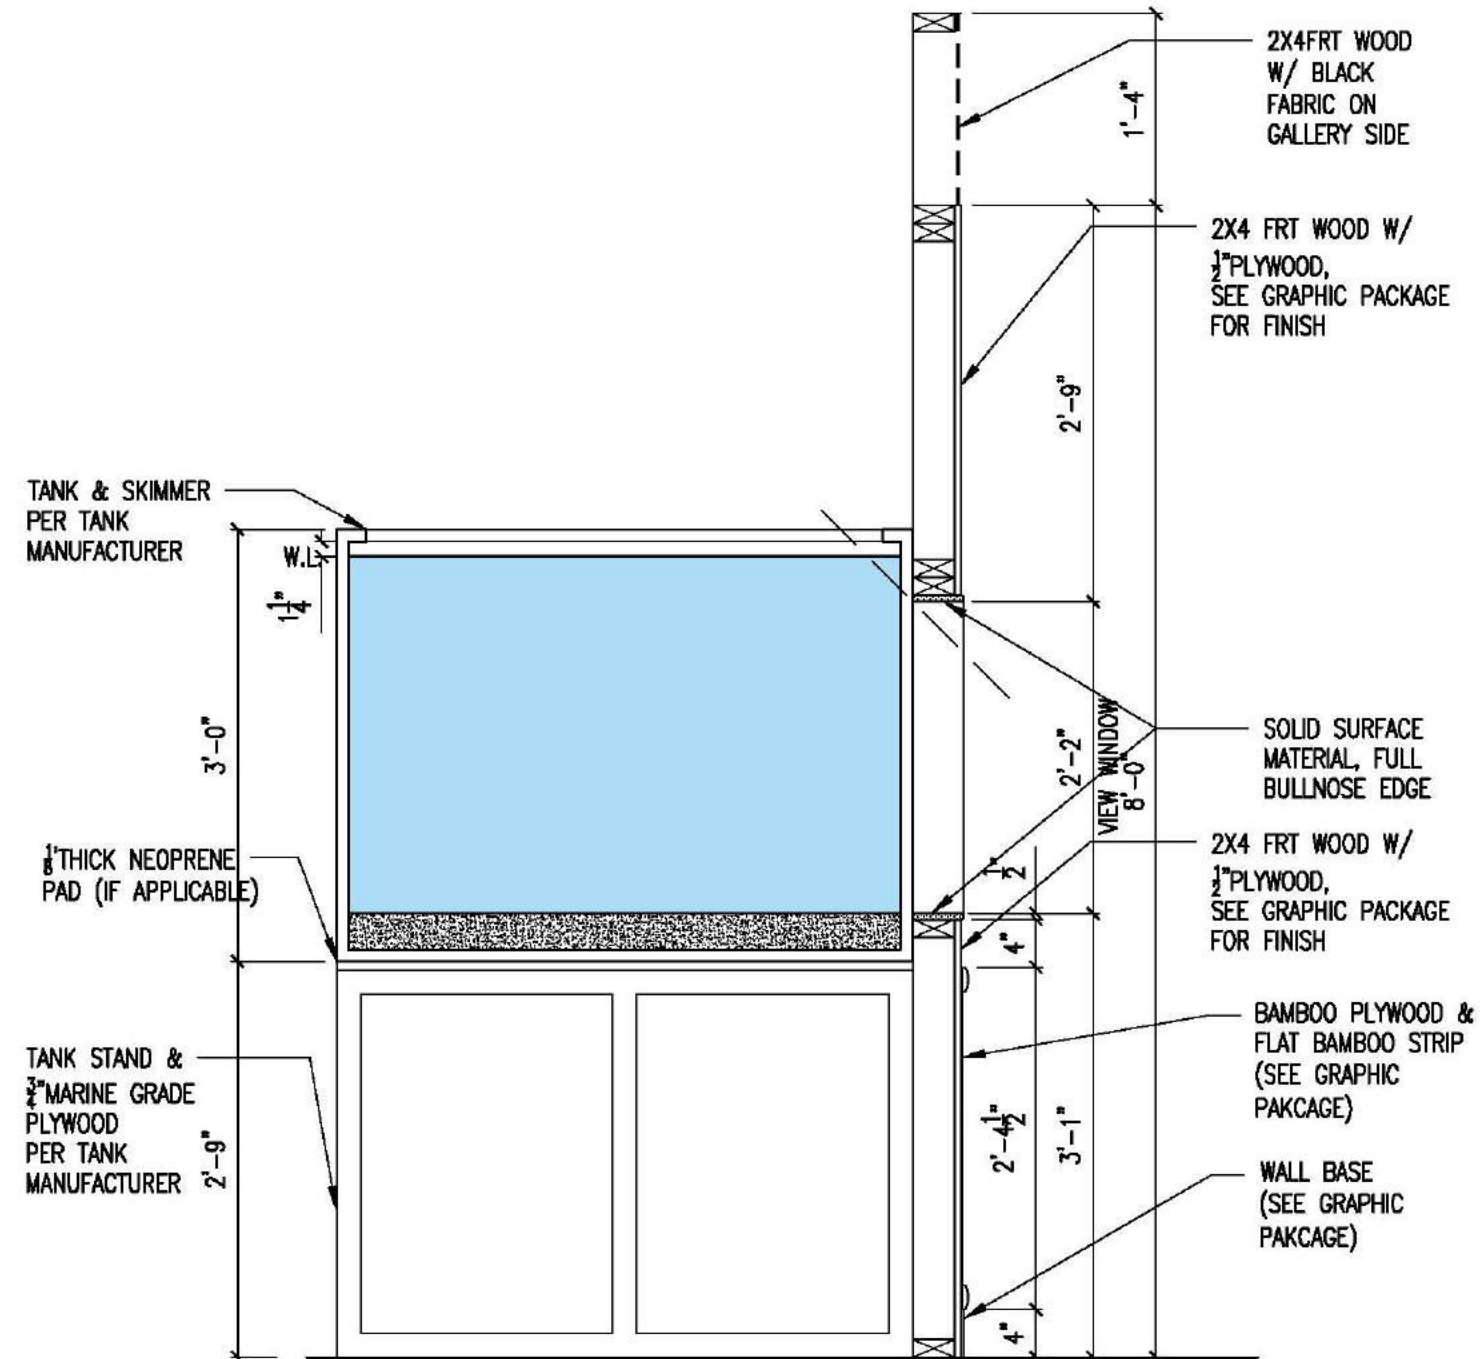 2X4FRT WOOD
W/ BLACK
FABRIC ON
GALLERY SIDE
1'-4"
2X4 FRT WOOD W/
1/2"PLYWOOD,
SEE GRAPHIC PACKAGE
FOR FINISH
2'-9"
TANK & SKIMMER
PER TANK
MANUFACTURER
W.L.
1 1/4"
3'-0"
SOLID SURFACE
MATERIAL, FULL
BULLNOSE EDGE
2'-2"
VIEW WINDOW
8'-0"
1/8"THICK NEOPRENE
PAD (IF APPLICABLE)
1/2"
2X4 FRT WOOD W/
1/2"PLYWOOD,
SEE GRAPHIC PACKAGE
FOR FINISH
4"
BAMBOO PLYWOOD &
FLAT BAMBOO STRIP
(SEE GRAPHIC
PAKCAGE)
TANK STAND &
3/4"MARINE GRADE
PLYWOOD
PER TANK
MANUFACTURER
2'-9"
2'-4 1/2"
3'-1"
WALL BASE
(SEE GRAPHIC
PAKCAGE)
4"